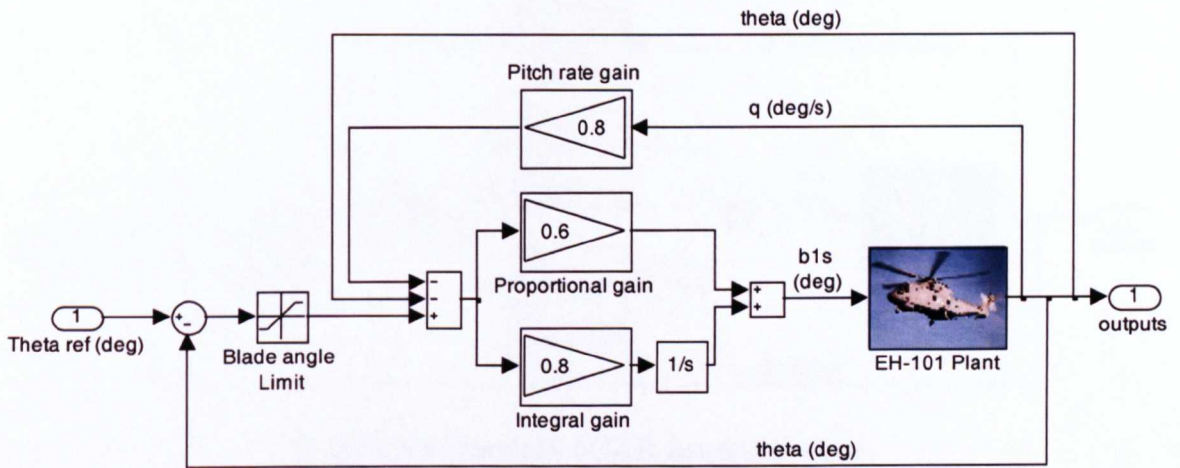 theta (deg)
Pitch rate gain
0.8
q (deg/s)
0.6
Proportional gain
b1s
(deg)
−
−
+
+
+
1
Theta ref (deg)
+
−
Blade angle
Limit
0.8
Integral gain
1/s
EH-101 Plant
1
outputs
theta (deg)